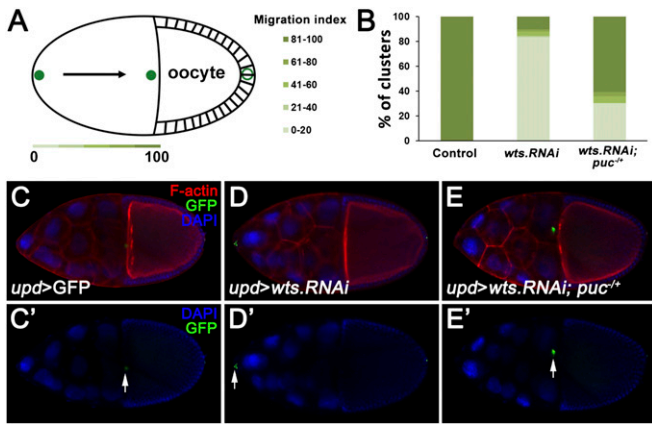 A
Migration index
81-100
61-80
41-60
21-40
0-20
oocyte
0 100
B
% of clusters
100
80
60
40
20
0
Control
wts.RNAi
wts.RNAi;
puc-/+
C
F-actin
GFP
DAPI
upd>GFP
D
upd>wts.RNAi
E
upd>wts.RNAi; puc-/+
C'
DAPI
GFP
D'
E'